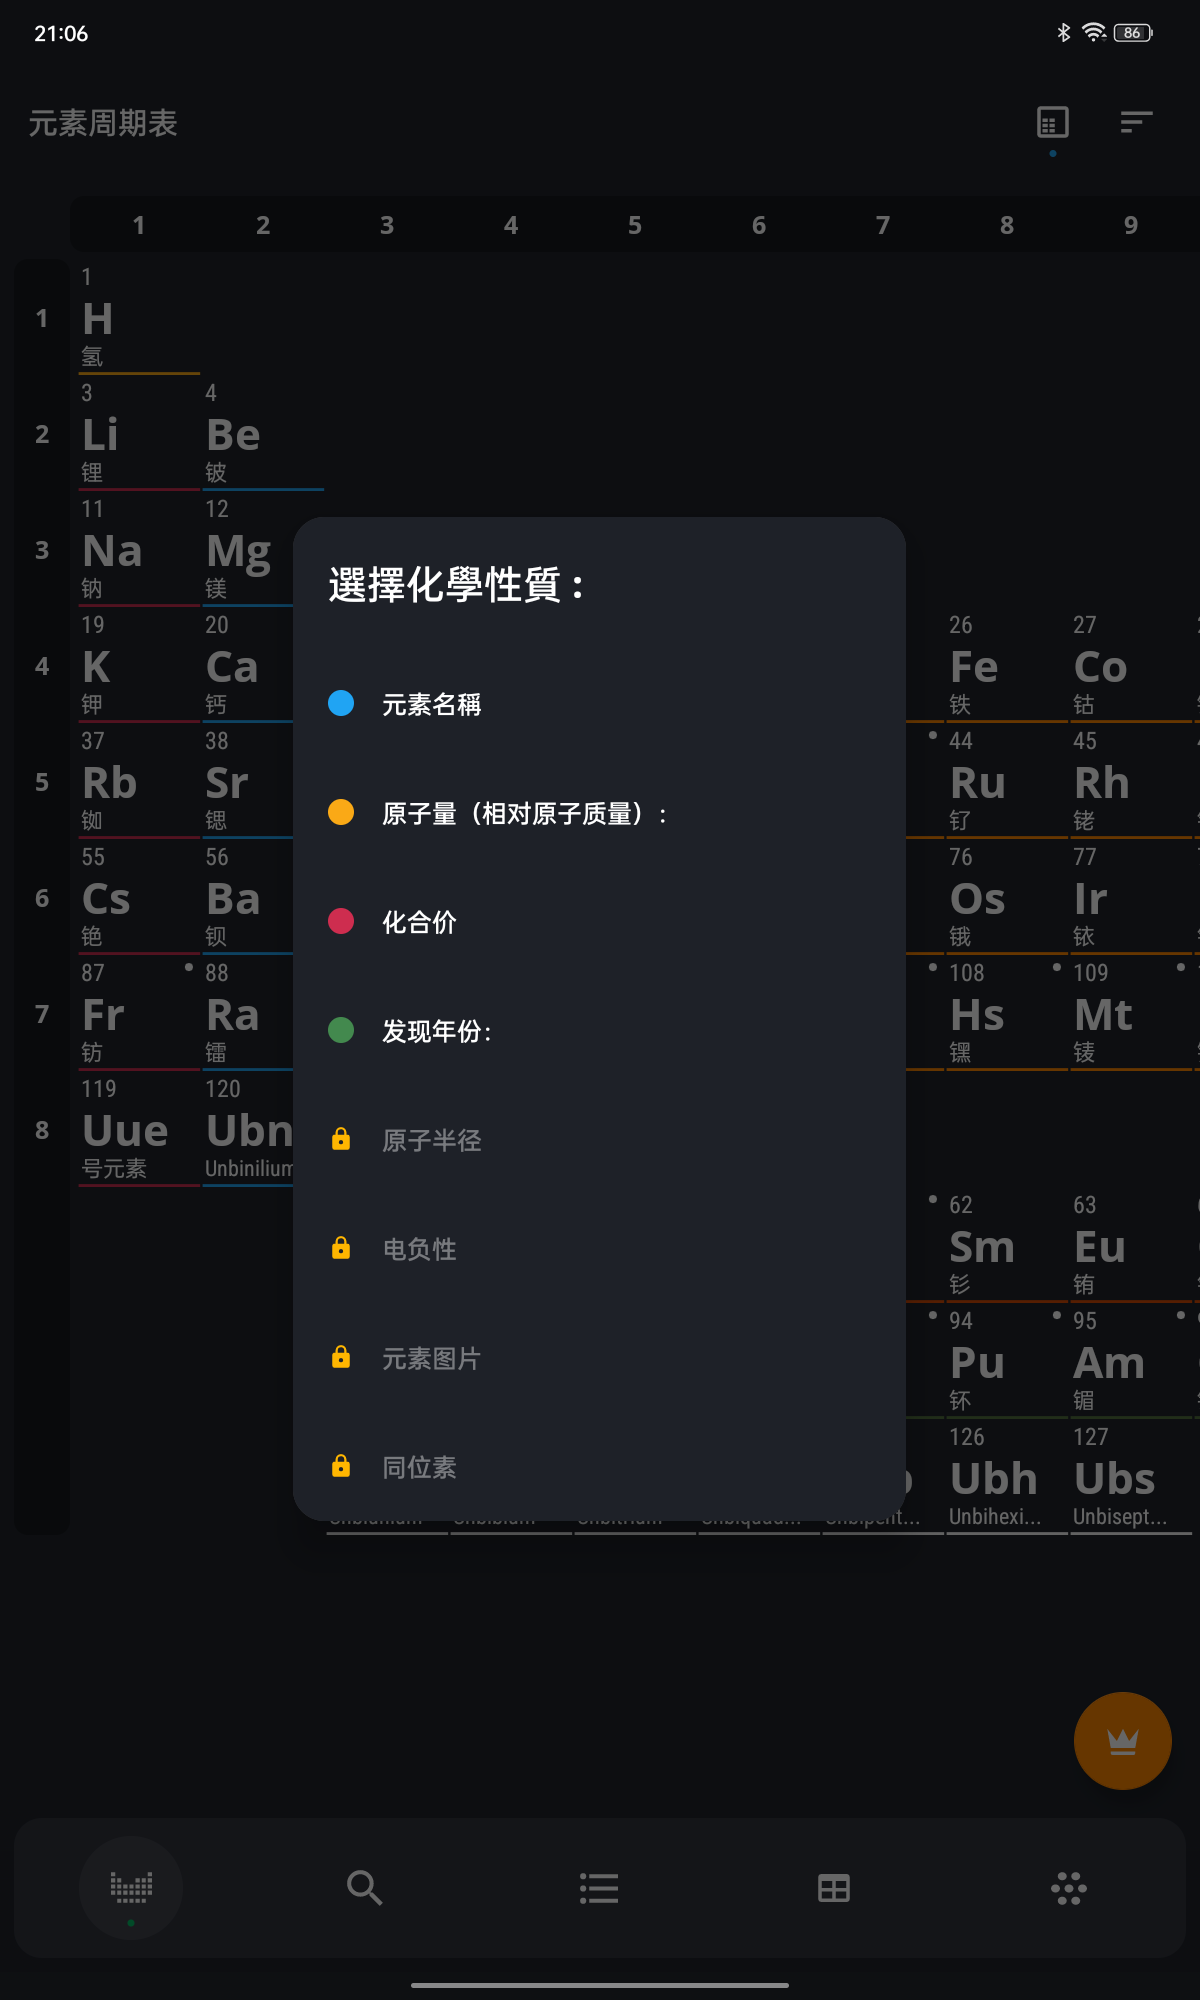 21:06
86
元素周期表
1 2 3 4 5 6 7 8 9
1
1
H
氢
2
3 4
Li Be
锂 铍
3
11 12
Na Mg
钠 镁
選擇化學性質：
4
19 20 26 27
K Ca Fe Co
钾 钙 铁 钴
元素名稱
5
37 38 44 45
Rb Sr Ru Rh
铷 锶 钌 铑
原子量（相对原子质量）：
6
55 56 76 77
Cs Ba Os Ir
铯 钡 锇 铱
化合价
7
87 88 108 109
Fr Ra Hs Mt
钫 镭 𬭶 鿏
发现年份：
8
119 120
Uue Ubn
号元素 Unbinilium
原子半径
62 63
Sm Eu
钐 铕
电负性
94 95
Pu Am
钚 镅
元素图片
126 127
Ubh Ubs
同位素
Unbihexi... Unbisept...